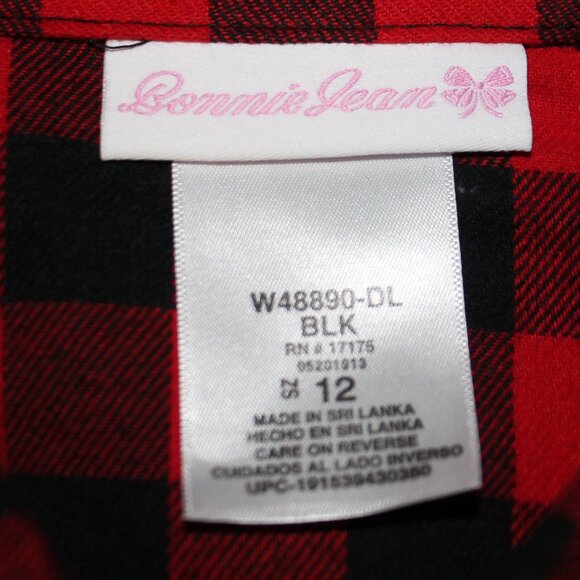 Bonnie Jean
W48890-DL
BLK
RN # 17175
05201913
SZ 12
MADE IN SRI LANKA
HECHO EN SRI LANKA
CARE ON REVERSE
CUIDADOS AL LADO INVERSO
UPC-191539430380